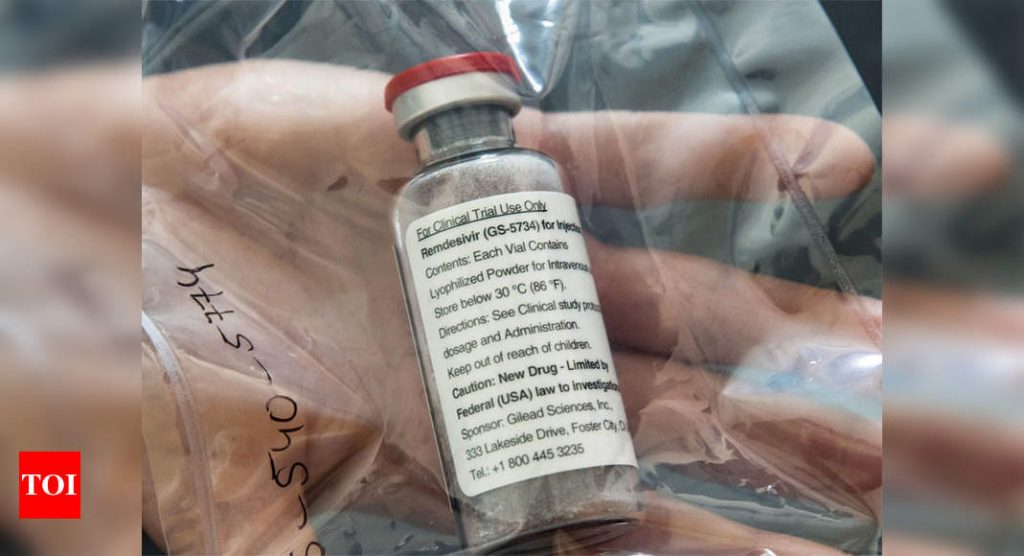 For Clinical Trial Use Only
Remdesivir (GS-5734) for Injection
Contents: Each Vial Contains
Lyophilized Powder for Intravenous
Store below 30 °C (86 °F).
Directions: See Clinical study
dosage and Administration.
Keep out of reach of children.
Caution: New Drug - Limited by
Federal (USA) law to
Sponsor: Gilead Sciences, Inc.,
333 Lakeside Drive, Foster City,
Tel.: +1 800 445 3235
TOI